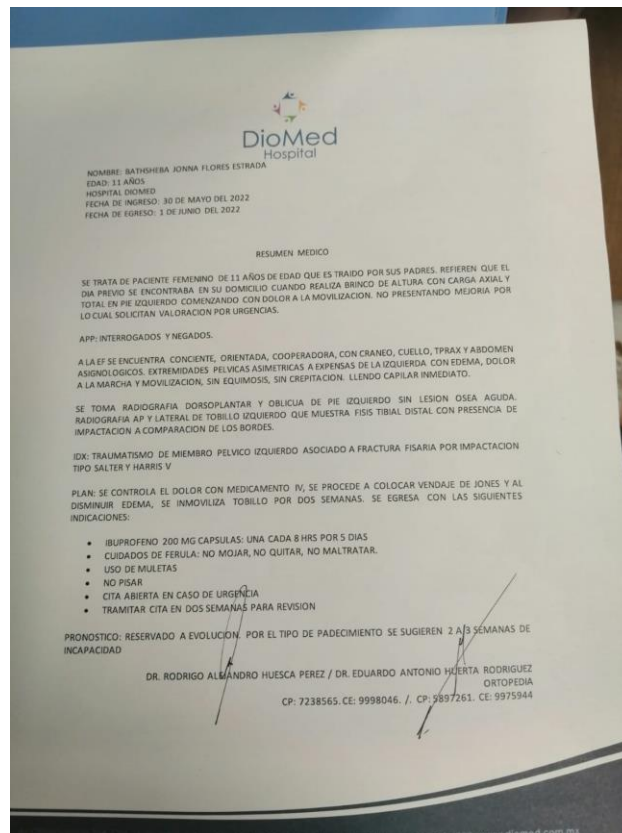 DioMed
Hospital
NOMBRE: BATHSHEBA JONNA FLORES ESTRADA
EDAD: 11 AÑOS
HOSPITAL DIOMED
FECHA DE INGRESO: 30 DE MAYO DEL 2022
FECHA DE EGRESO: 1 DE JUNIO DEL 2022
RESUMEN MEDICO
SE TRATA DE PACIENTE FEMENINO DE 11 AÑOS DE EDAD QUE ES TRAIDO POR SUS PADRES. REFIEREN QUE EL
DIA PREVIO SE ENCONTRABA EN SU DOMICILIO CUANDO REALIZA BRINCO DE ALTURA CON CARGA AXIAL Y
TOTAL EN PIE IZQUIERDO COMENZANDO CON DOLOR A LA MOVILIZACION. NO PRESENTANDO MEJORIA POR
LO CUAL SOLICITAN VALORACION POR URGENCIAS.
APP: INTERROGADOS Y NEGADOS.
A LA EF SE ENCUENTRA CONCIENTE, ORIENTADA, COOPERADORA, CON CRANEO, CUELLO, TPRAX Y ABDOMEN
ASIGNOLOGICOS. EXTREMIDADES PELVICAS ASIMETRICAS A EXPENSAS DE LA IZQUIERDA CON EDEMA, DOLOR
A LA MARCHA Y MOVILIZACION, SIN EQUIMOSIS, SIN CREPITACION. LLENDO CAPILAR INMEDIATO.
SE TOMA RADIOGRAFIA DORSOPLANTAR Y OBLICUA DE PIE IZQUIERDO SIN LESION OSEA AGUDA.
RADIOGRAFIA AP Y LATERAL DE TOBILLO IZQUIERDO QUE MUESTRA FISIS TIBIAL DISTAL CON PRESENCIA DE
IMPACTACION A COMPARACION DE LOS BORDES.
IDX: TRAUMATISMO DE MIEMBRO PELVICO IZQUIERDO ASOCIADO A FRACTURA FISARIA POR IMPACTACION
TIPO SALTER Y HARRIS V
PLAN: SE CONTROLA EL DOLOR CON MEDICAMENTO IV, SE PROCEDE A COLOCAR VENDAJE DE JONES Y AL
DISMINUIR EDEMA, SE INMOVILIZA TOBILLO POR DOS SEMANAS. SE EGRESA CON LAS SIGUIENTES
INDICACIONES:
• IBUPROFENO 200 MG CAPSULAS: UNA CADA 8 HRS POR 5 DIAS
• CUIDADOS DE FERULA: NO MOJAR, NO QUITAR, NO MALTRATAR.
• USO DE MULETAS
• NO PISAR
• CITA ABIERTA EN CASO DE URGENCIA
• TRAMITAR CITA EN DOS SEMANAS PARA REVISION
PRONOSTICO: RESERVADO A EVOLUCION. POR EL TIPO DE PADECIMIENTO SE SUGIEREN 2 A 3 SEMANAS DE
INCAPACIDAD
DR. RODRIGO ALEJANDRO HUESCA PEREZ / DR. EDUARDO ANTONIO HUERTA RODRIGUEZ
ORTOPEDIA
CP: 7238565. CE: 9998046. /. CP: 5897261. CE: 9975944